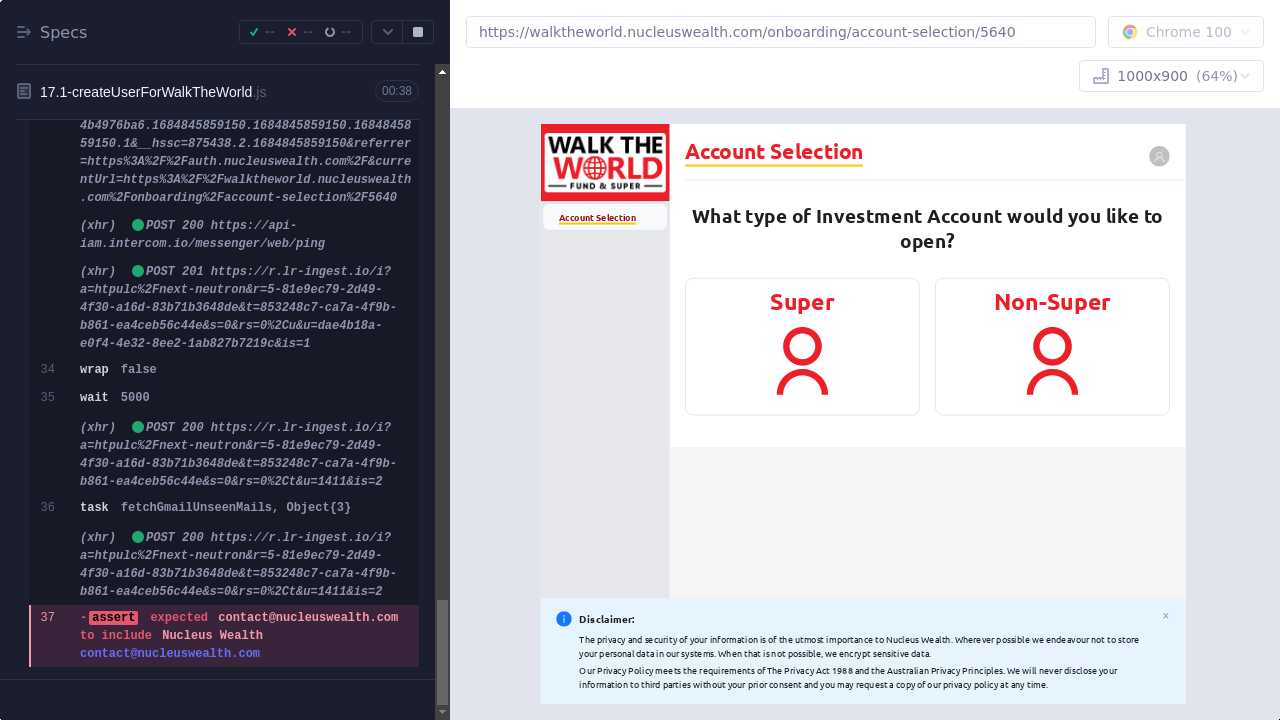 Specs
--
--
--
17.1-createUserForWalkTheWorld.js
00:38
4b4976ba6.1684845859150.1684845859150.16848458
59150.1&__hssc=875438.2.1684845859150&referrer
=https%3A%2F%2Fauth.nucleuswealth.com%2F&curre
ntUrl=https%3A%2F%2Fwalktheworld.nucleuswealth
.com%2Fonboarding%2Faccount-selection%2F5640
(xhr) POST 200 https://api-
iam.intercom.io/messenger/web/ping
(xhr) POST 201 https://r.lr-ingest.io/i?
a=htpulc%2Fnext-neutron&r=5-81e9ec79-2d49-
4f30-a16d-83b71b3648de&t=853248c7-ca7a-4f9b-
b861-ea4ceb56c44e&s=0&rs=0%2Cu&u=dae4b18a-
e0f4-4e32-8ee2-1ab827b7219c&is=1
34 wrap false
35 wait 5000
(xhr) POST 200 https://r.lr-ingest.io/i?
a=htpulc%2Fnext-neutron&r=5-81e9ec79-2d49-
4f30-a16d-83b71b3648de&t=853248c7-ca7a-4f9b-
b861-ea4ceb56c44e&s=0&rs=0%2Ct&u=1411&is=2
36 task fetchGmailUnseenMails, Object{3}
(xhr) POST 200 https://r.lr-ingest.io/i?
a=htpulc%2Fnext-neutron&r=5-81e9ec79-2d49-
4f30-a16d-83b71b3648de&t=853248c7-ca7a-4f9b-
b861-ea4ceb56c44e&s=0&rs=0%2Ct&u=1411&is=2
37 -assert expected contact@nucleuswealth.com
to include Nucleus Wealth
contact@nucleuswealth.com
https://walktheworld.nucleuswealth.com/onboarding/account-selection/5640
Chrome 100
1000x900 (64%)
WALK THE
WORLD
FUND & SUPER
Account Selection
Account Selection
What type of Investment Account would you like to
open?
Super
Non-Super
Disclaimer:
The privacy and security of your information is of the utmost importance to Nucleus Wealth. Wherever possible we endeavour not to store
your personal data in our systems. When that is not possible, we encrypt sensitive data.
Our Privacy Policy meets the requirements of The Privacy Act 1988 and the Australian Privacy Principles. We will never disclose your
information to third parties without your prior consent and you may request a copy of our privacy policy at any time.